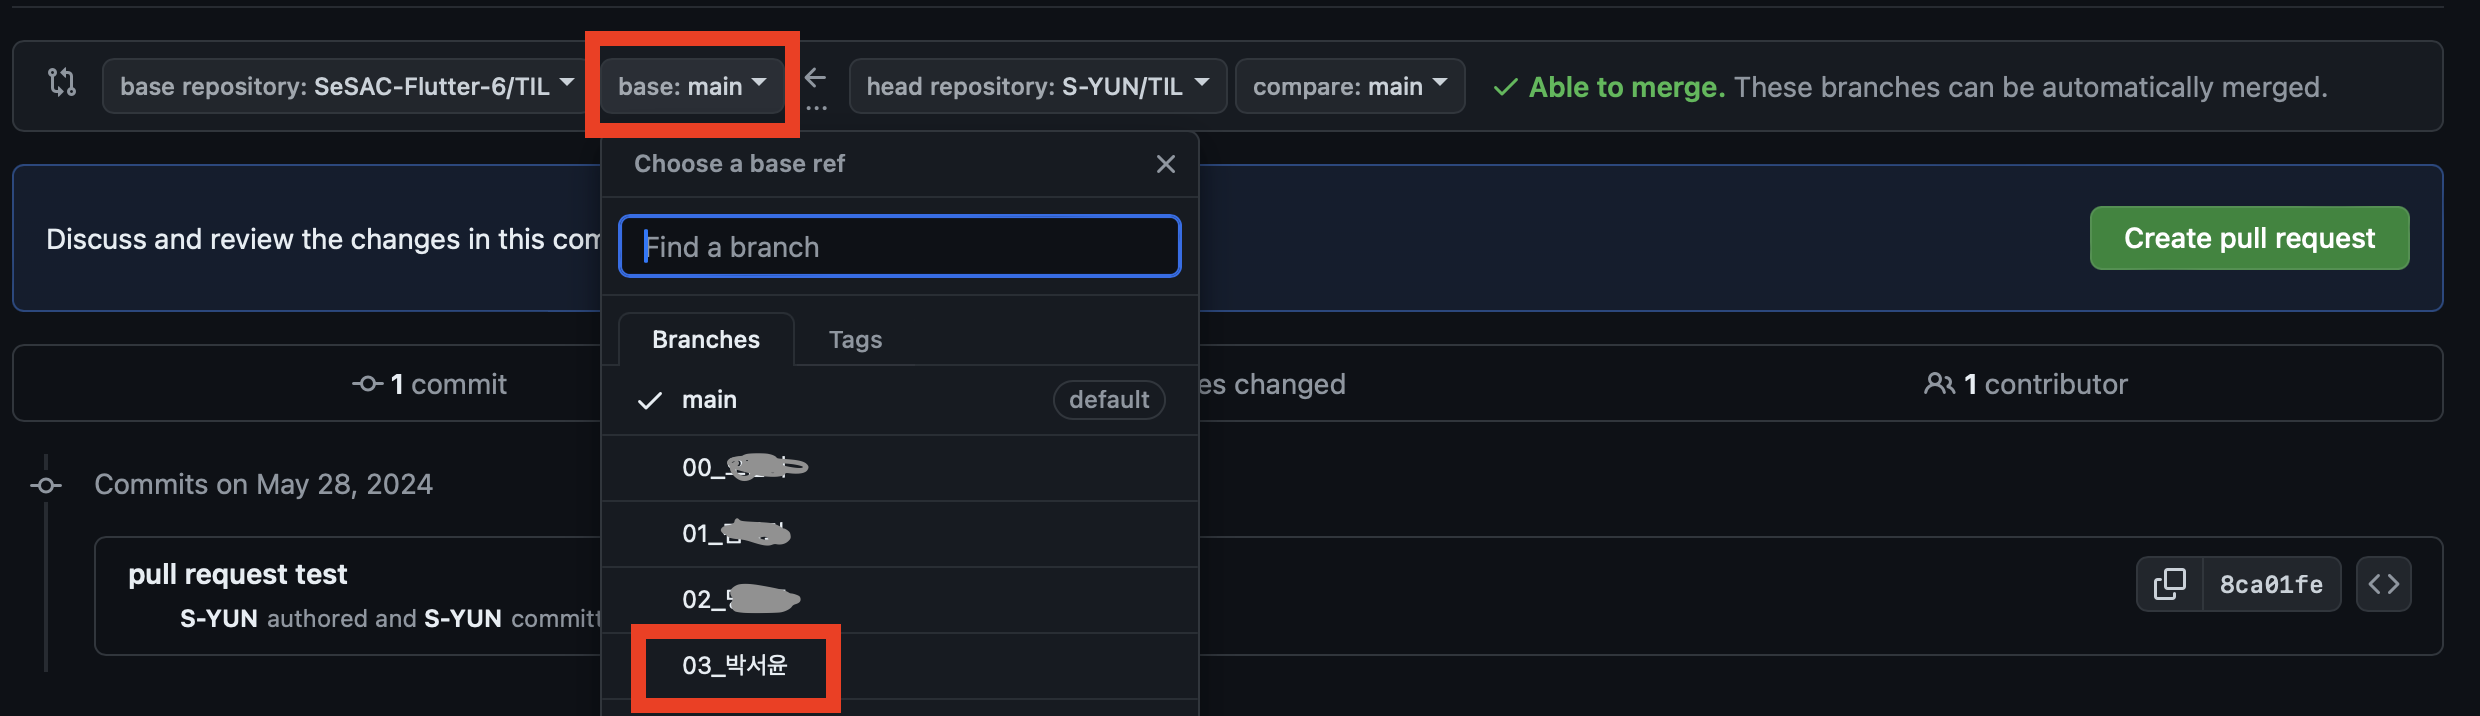 base repository: SeSAC-Flutter-6/TIL base: main head repository: S-YUN/TIL compare: main Able to merge. These branches can be automatically merged.
Choose a base ref
Find a branch
Discuss and review the changes in this com
Create pull request
Branches Tags
main default
1 commit
es changed
1 contributor
00_
01_
02_
03_박서윤
Commits on May 28, 2024
pull request test
S-YUN authored and S-YUN committ
8ca01fe